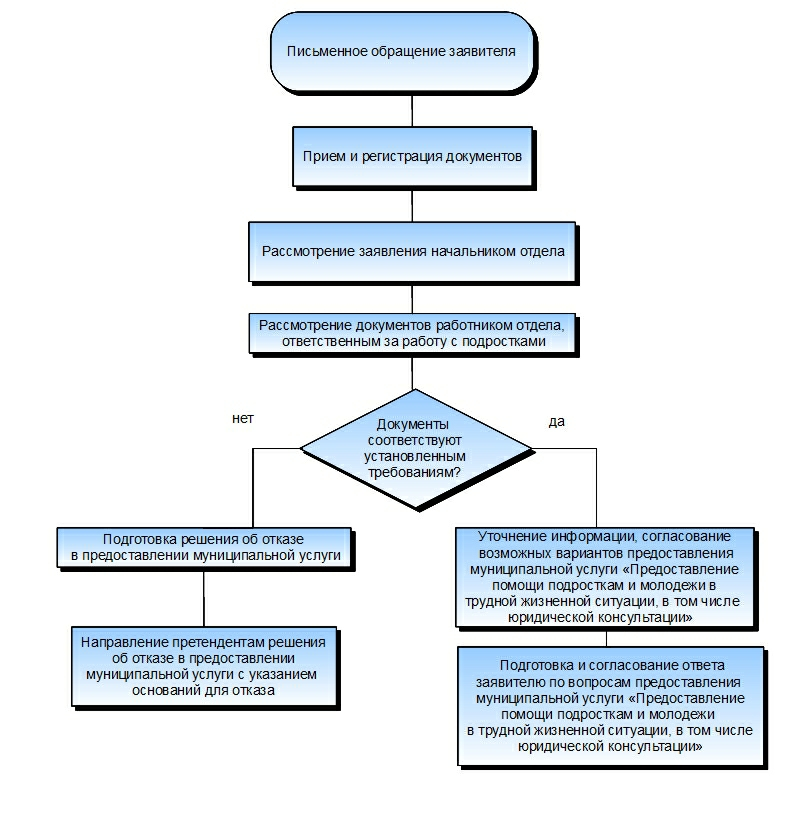 Письменное обращение заявителя
Прием и регистрация документов
Рассмотрение заявления начальником отдела
Рассмотрение документов работником отдела,
ответственным за работу с подростками
нет
да
Документы
соответствуют
установленным
требованиям?
Подготовка решения об отказе
в предоставлении муниципальной услуги
Направление претендентам решения
об отказе в предоставлении
муниципальной услуги с указанием
оснований для отказа
Уточнение информации, согласование
возможных вариантов предоставления
муниципальной услуги «Предоставление
помощи подросткам и молодежи в
трудной жизненной ситуации, в том числе
юридической консультации»
Подготовка и согласование ответа
заявителю по вопросам предоставления
муниципальной услуги «Предоставление
помощи подросткам и молодежи
в трудной жизненной ситуации, в том числе
юридической консультации»